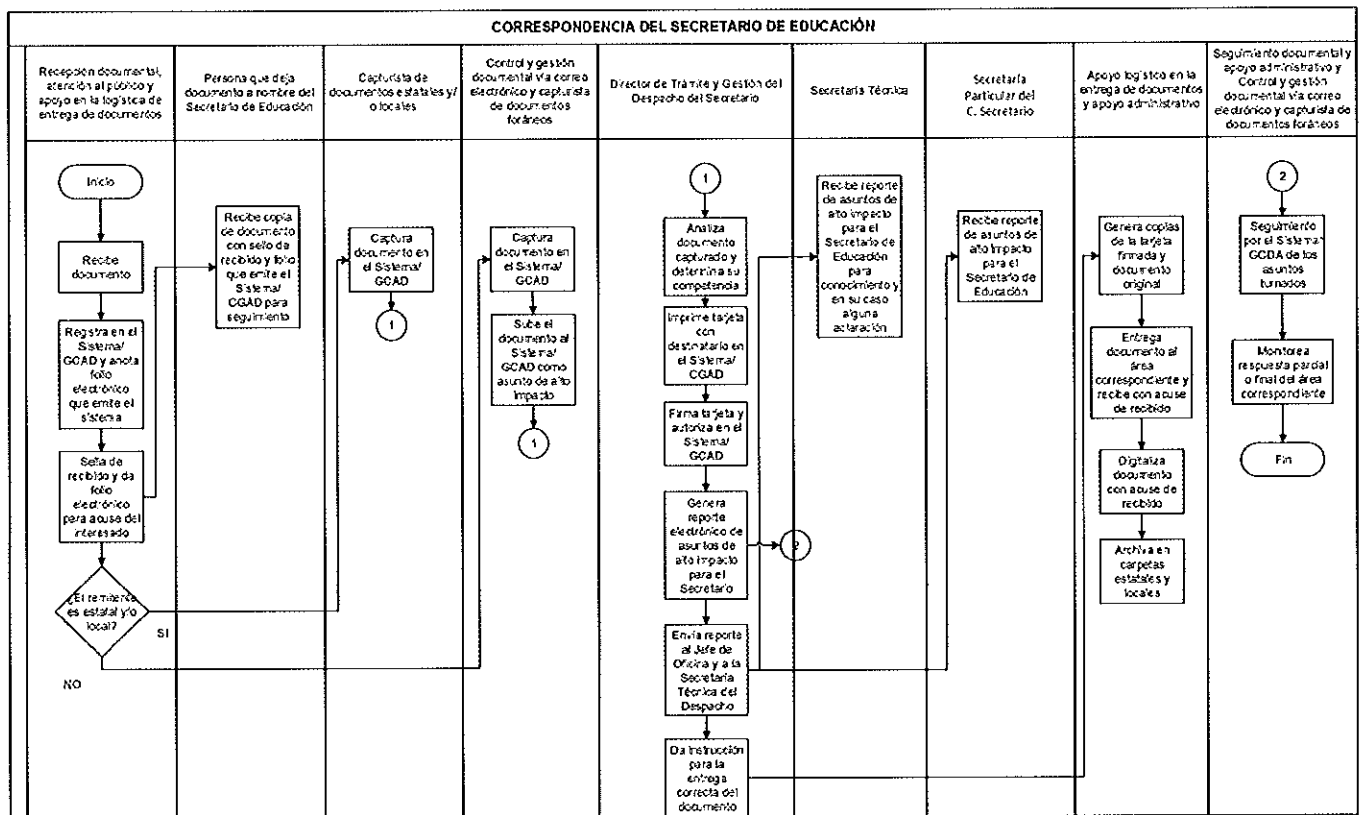 CORRESPONDENCIA DEL SECRETARIO DE EDUCACIÓN
Recepción documental,
atención al público y
apoyo en la logística de
entrega de documentos
Persona que deja
documento a nombre del
Secretario de Educación
Capturista de
documentos estatales y/
o locales
Control y gestión
documental vía correo
electrónico y capturista
de documentos
foráneos
Director de Trámite y Gestión del
Despacho del Secretario
Secretaría Técnica
Secretaría
Particular del
C. Secretario
Apoyo logístico en la
entrega de documentos
y apoyo administrativo
Seguimiento documental y
apoyo administrativo y
Control y gestión
documental vía correo
electrónico y capturista de
documentos foráneos
Inicio
Recibe
documento
Registra en el
Sistema/
GCAD y anota
folio
electrónico
que emite el
sistema
Sella de
recibido y da
folio
electrónico
para acuse del
interesado
¿El remitente
es estatal y/o
local?
SI
NO
Recibe copia
de documento
con sello de
recibido y folio
que emite el
Sistema/
CGAD para
seguimiento
Captura
documento en
el Sistema/
GCAD
1
Captura
documento en
el Sistema/
GCAD
Sube el
documento al
Sistema/
GCAD como
asunto de alto
impacto
1
1
Analiza
documento
capturado y
determina su
competencia
Imprime tarjeta
con
destinatario en
el Sistema/
CGAD
Firma tarjeta y
autoriza en el
Sistema/
GCAD
Genera
reporte
electrónico de
asuntos de
alto impacto
para el
Secretario
2
Envía reporte
al Jefe de
Oficina y a la
Secretaría
Técnica del
Despacho
Da instrucción
para la
entrega
correcta del
documento
Recibe reporte
de asuntos de
alto impacto
para el
Secretario de
Educación
para
conocimiento y
en su caso
alguna
aclaración
Recibe reporte
de asuntos de
alto impacto
para el
Secretario de
Educación
Genera copias
de la tarjeta
firmada y
documento
original
Entrega
documento al
área
correspondiente y
recibe con acuse
de recibido
Digitaliza
documento
con acuse de
recibido
Archiva en
carpetas
estatales y
locales
2
Seguimiento
por el Sistema/
GCDA de los
asuntos
turnados
Monitorea
respuesta parcial
o final del área
correspondiente
Fin